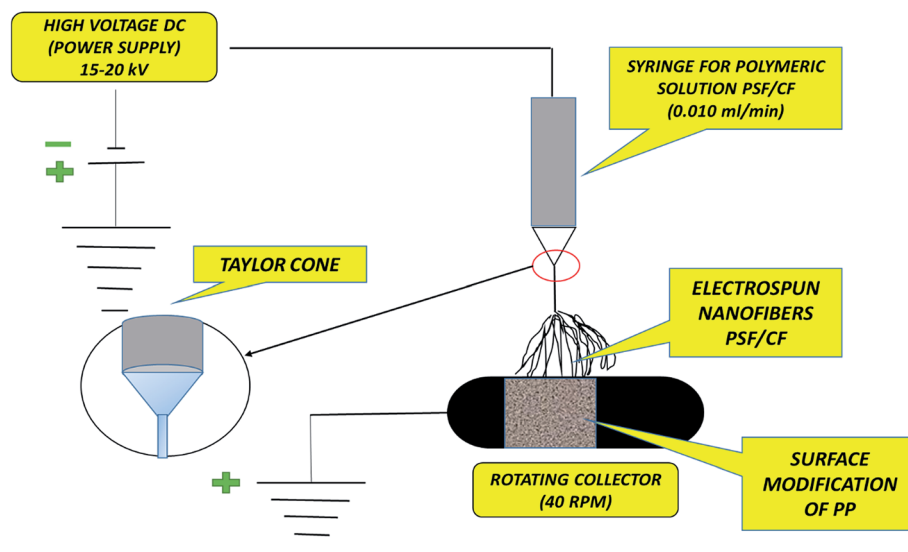 HIGH VOLTAGE DC
(POWER SUPPLY)
15-20 kV
SYRINGE FOR POLYMERIC
SOLUTION PSF/CF
(0.010 ml/min)
TAYLOR CONE
ELECTROSPUN
NANOFIBERS
PSF/CF
ROTATING COLLECTOR
(40 RPM)
SURFACE
MODIFICATION
OF PP